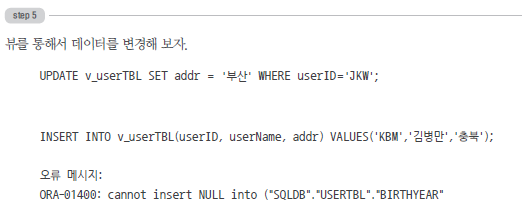 step 5
뷰를 통해서 데이터를 변경해 보자.
UPDATE v_userTBL SET addr = '부산' WHERE userID='JKW';
INSERT INTO v_userTBL(userID, userName, addr) VALUES('KBM','김병만','충북');
오류 메시지:
ORA-01400: cannot insert NULL into ("SQLDB"."USERTBL"."BIRTHYEAR"